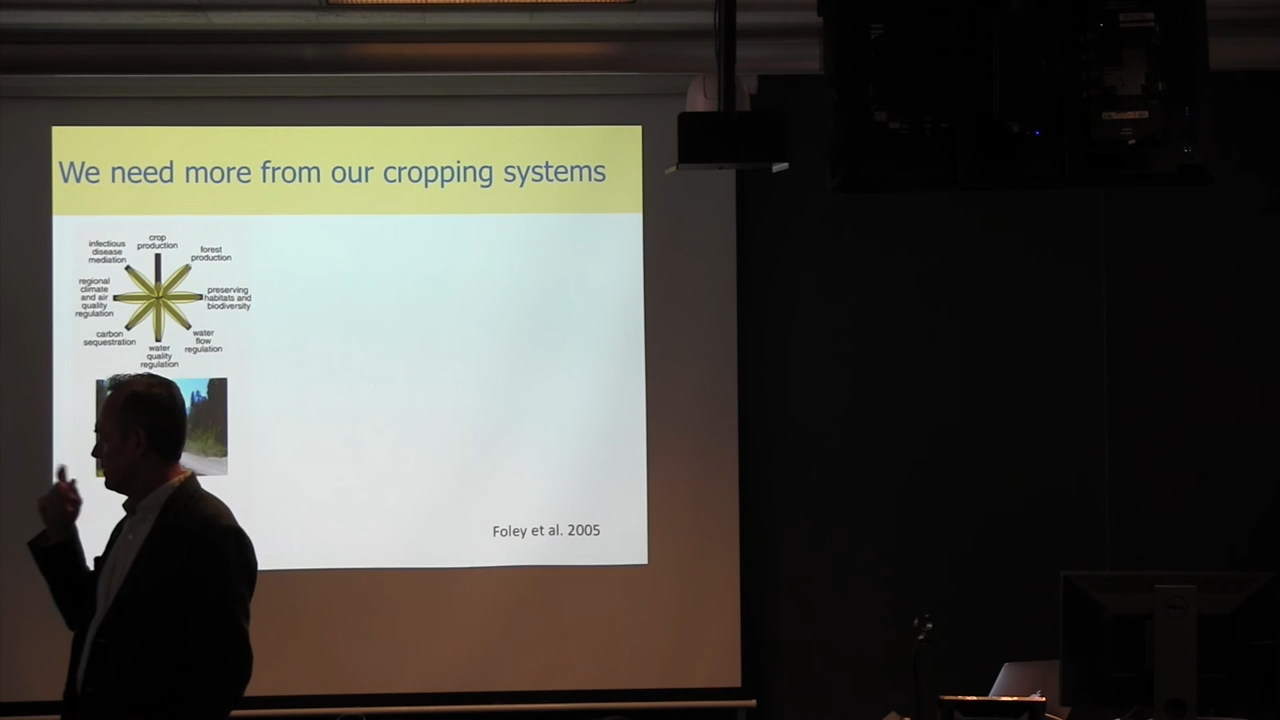 We need more from our cropping systems
crop
production
infectious
disease
mediation
forest
production
regional
climate
and air
quality
regulation
preserving
habitats and
biodiversity
carbon
sequestration
water
flow
regulation
water
quality
regulation
Foley et al. 2005